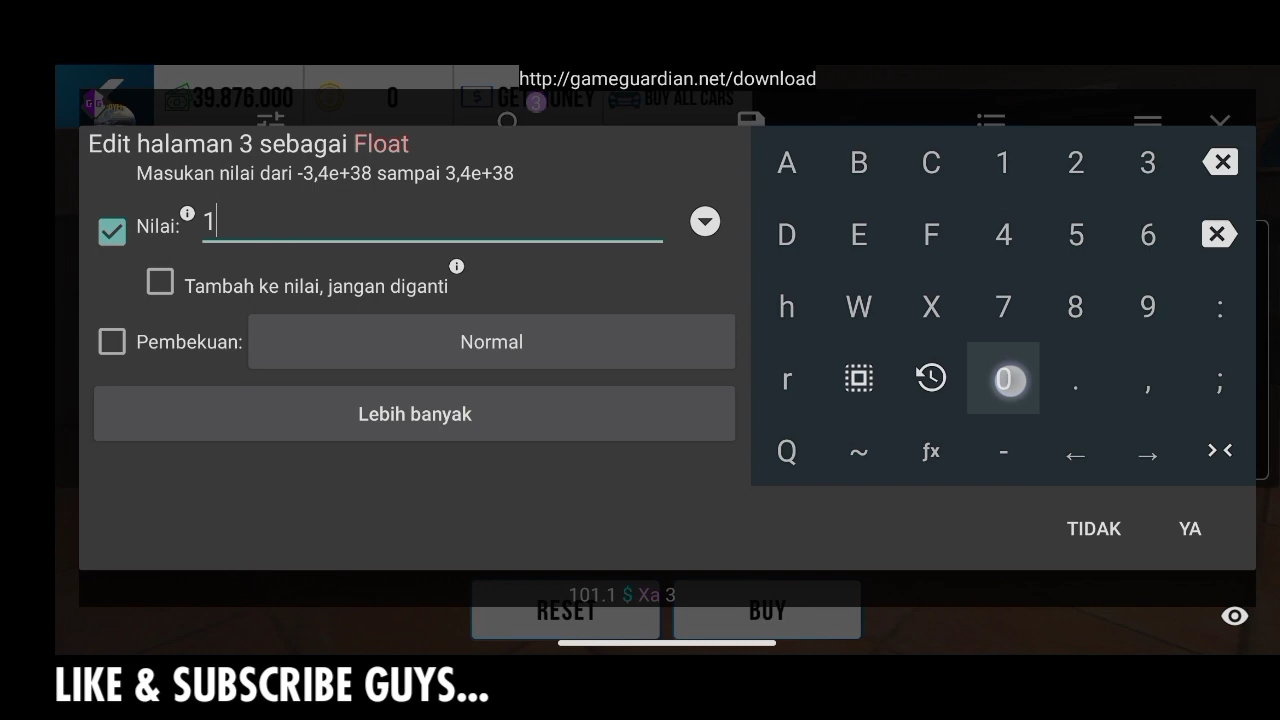 http://gameguardian.net/download
39.876.000
0
GET MONEY
BUY ALL CARS
3
Edit halaman 3 sebagai Float
Masukan nilai dari -3,4e+38 sampai 3,4e+38
Nilai: 1
Tambah ke nilai, jangan diganti
Pembekuan: Normal
Lebih banyak
A B C 1 2 3
D E F 4 5 6
h W X 7 8 9 :
r 0 . , ;
Q ~ fx - ← → ><
TIDAK YA
101.1 $ Xa 3
RESET BUY
LIKE & SUBSCRIBE GUYS...